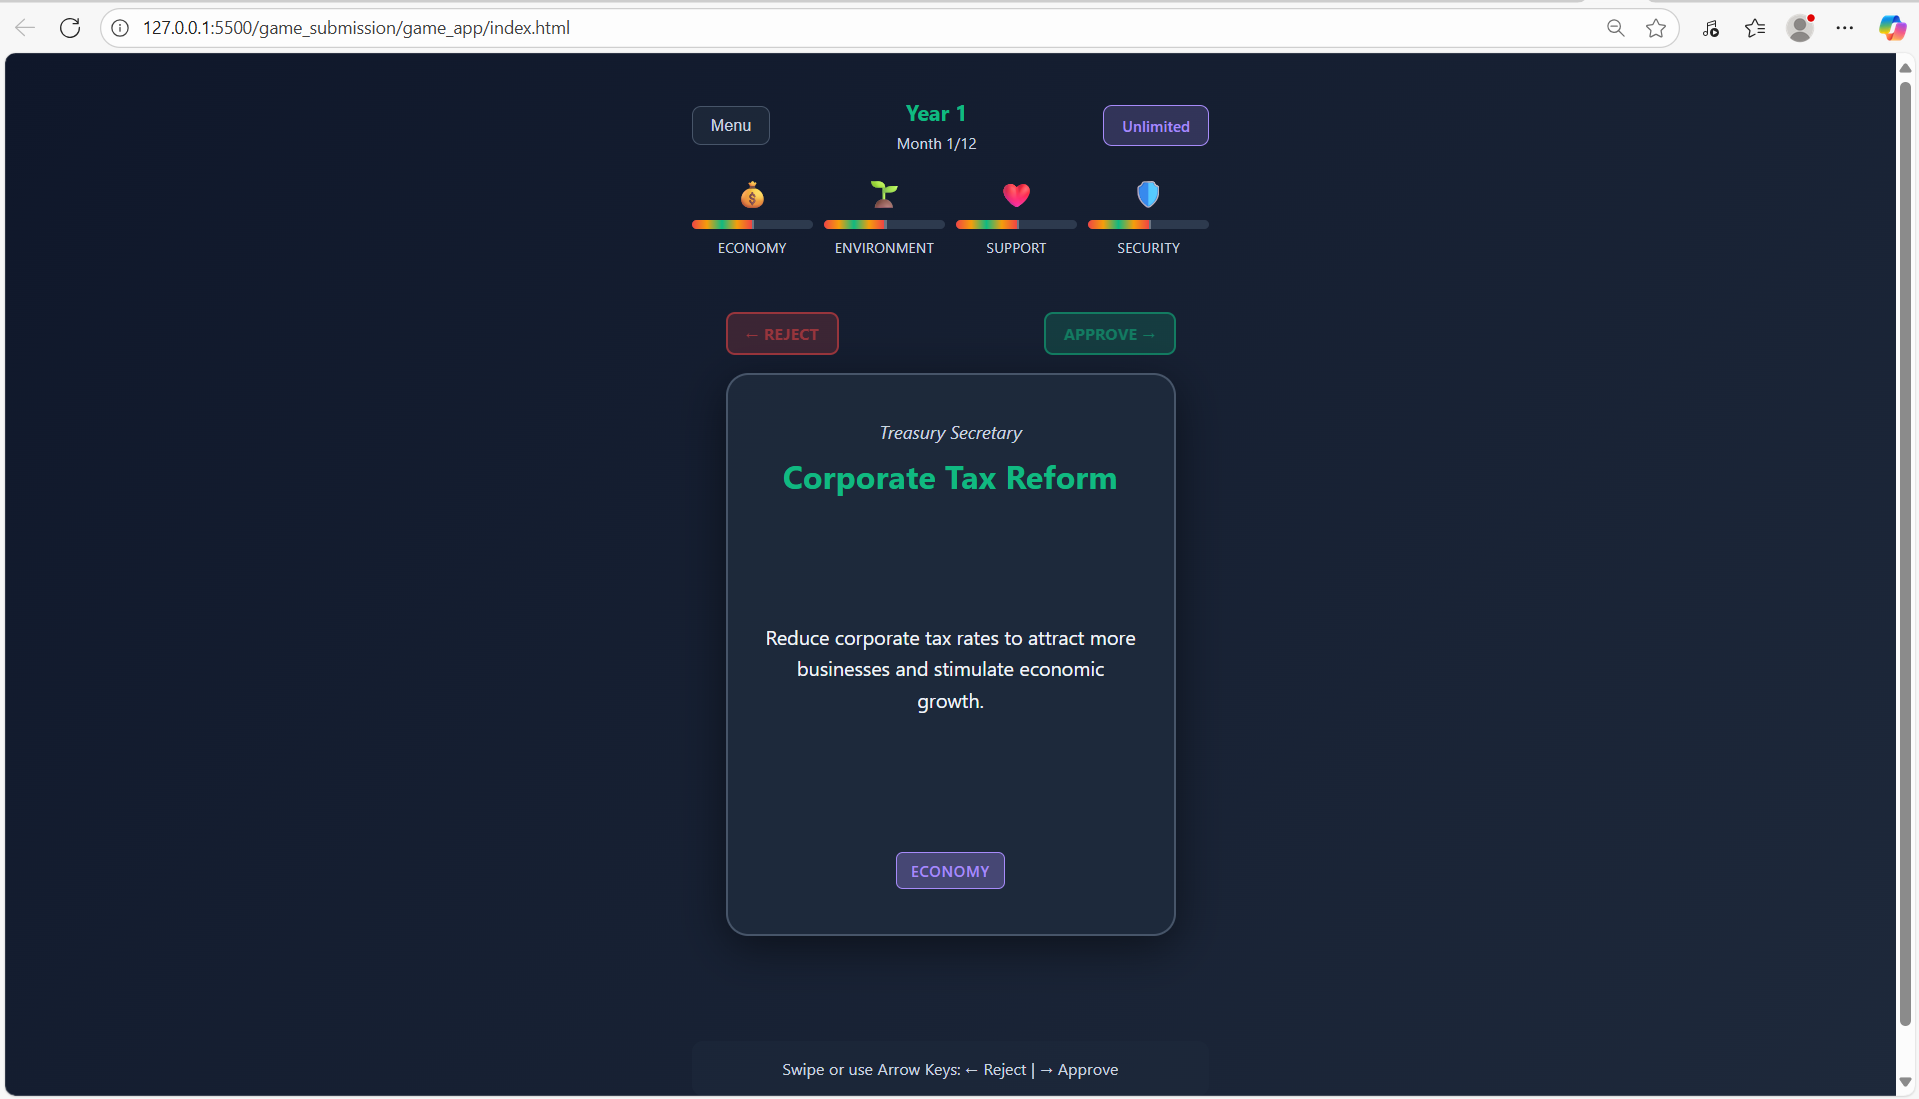 127.0.0.1:5500/game_submission/game_app/index.html
Menu
Year 1
Month 1/12
Unlimited
ECONOMY
ENVIRONMENT
SUPPORT
SECURITY
← REJECT
APPROVE →
Treasury Secretary
Corporate Tax Reform
Reduce corporate tax rates to attract more
businesses and stimulate economic
growth.
ECONOMY
Swipe or use Arrow Keys: ← Reject | → Approve